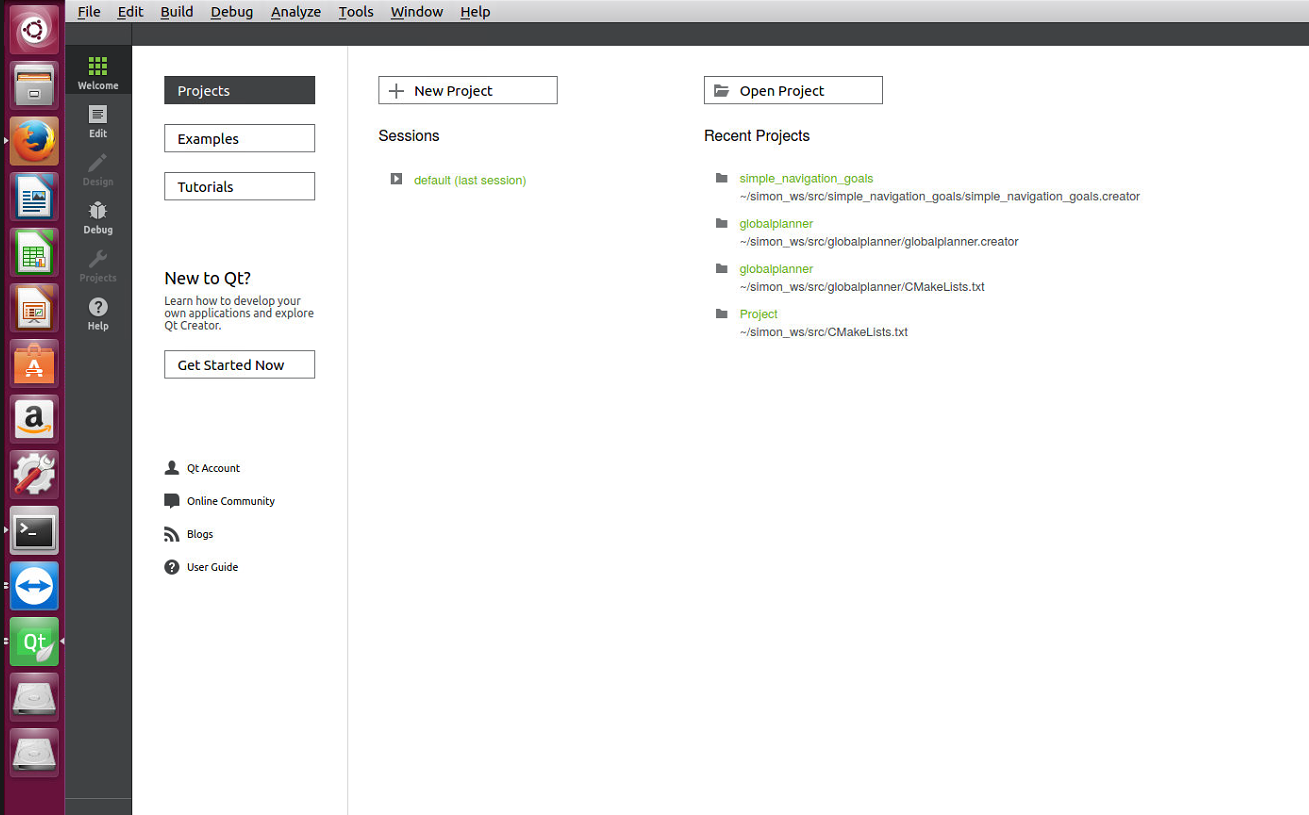 File Edit Build Debug Analyze Tools Window Help
Welcome
Edit
Design
Debug
Projects
Help
Projects
Examples
Tutorials
New to Qt?
Learn how to develop your
own applications and explore
Qt Creator.
Get Started Now
Qt Account
Online Community
Blogs
User Guide
New Project
Sessions
default (last session)
Open Project
Recent Projects
simple_navigation_goals
~/simon_ws/src/simple_navigation_goals/simple_navigation_goals.creator
globalplanner
~/simon_ws/src/globalplanner/globalplanner.creator
globalplanner
~/simon_ws/src/globalplanner/CMakeLists.txt
Project
~/simon_ws/src/CMakeLists.txt
A
a
>_
Qt